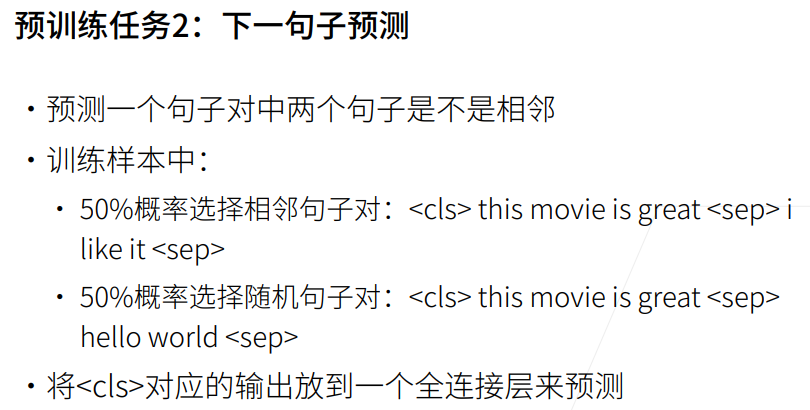 预训练任务2：下一句子预测
• 预测一个句子对中两个句子是不是相邻
• 训练样本中：
• 50%概率选择相邻句子对：<cls> this movie is great <sep> i
like it <sep>
• 50%概率选择随机句子对：<cls> this movie is great <sep>
hello world <sep>
• 将<cls>对应的输出放到一个全连接层来预测